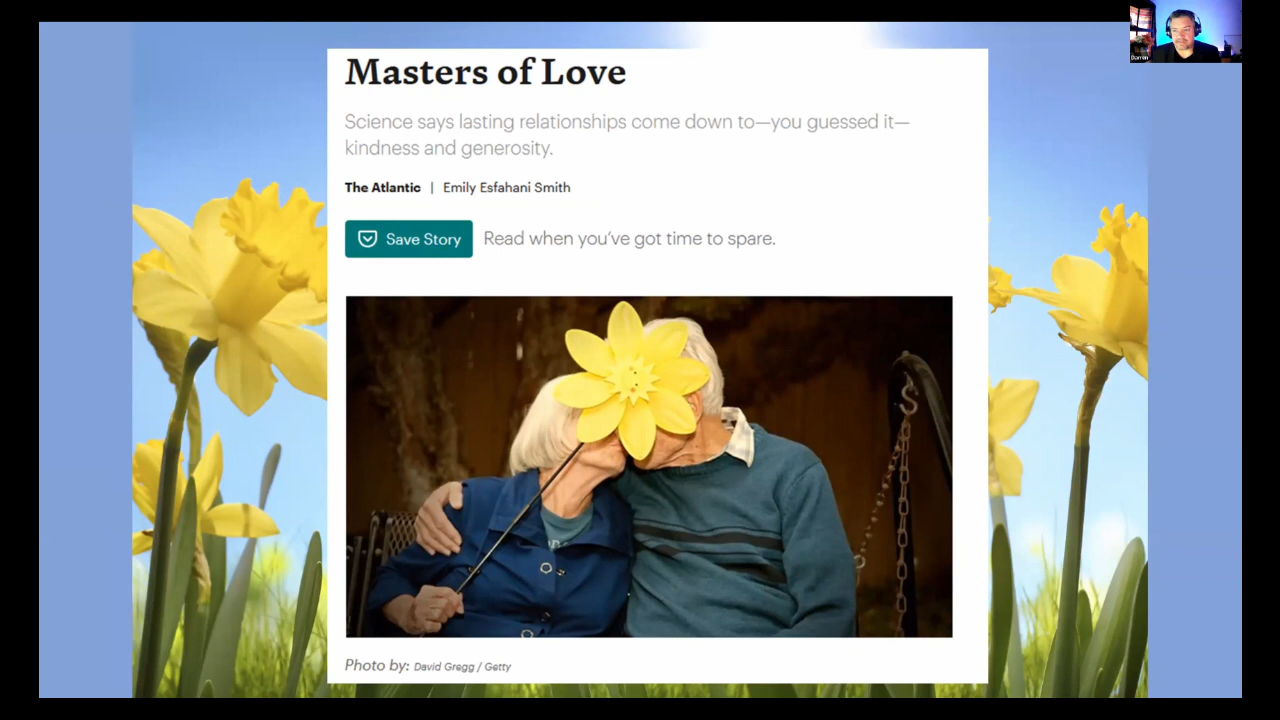 Masters of Love
Science says lasting relationships come down to—you guessed it—
kindness and generosity.
The Atlantic | Emily Esfahani Smith
Save Story Read when you've got time to spare.
Photo by: David Gregg / Getty
Darren